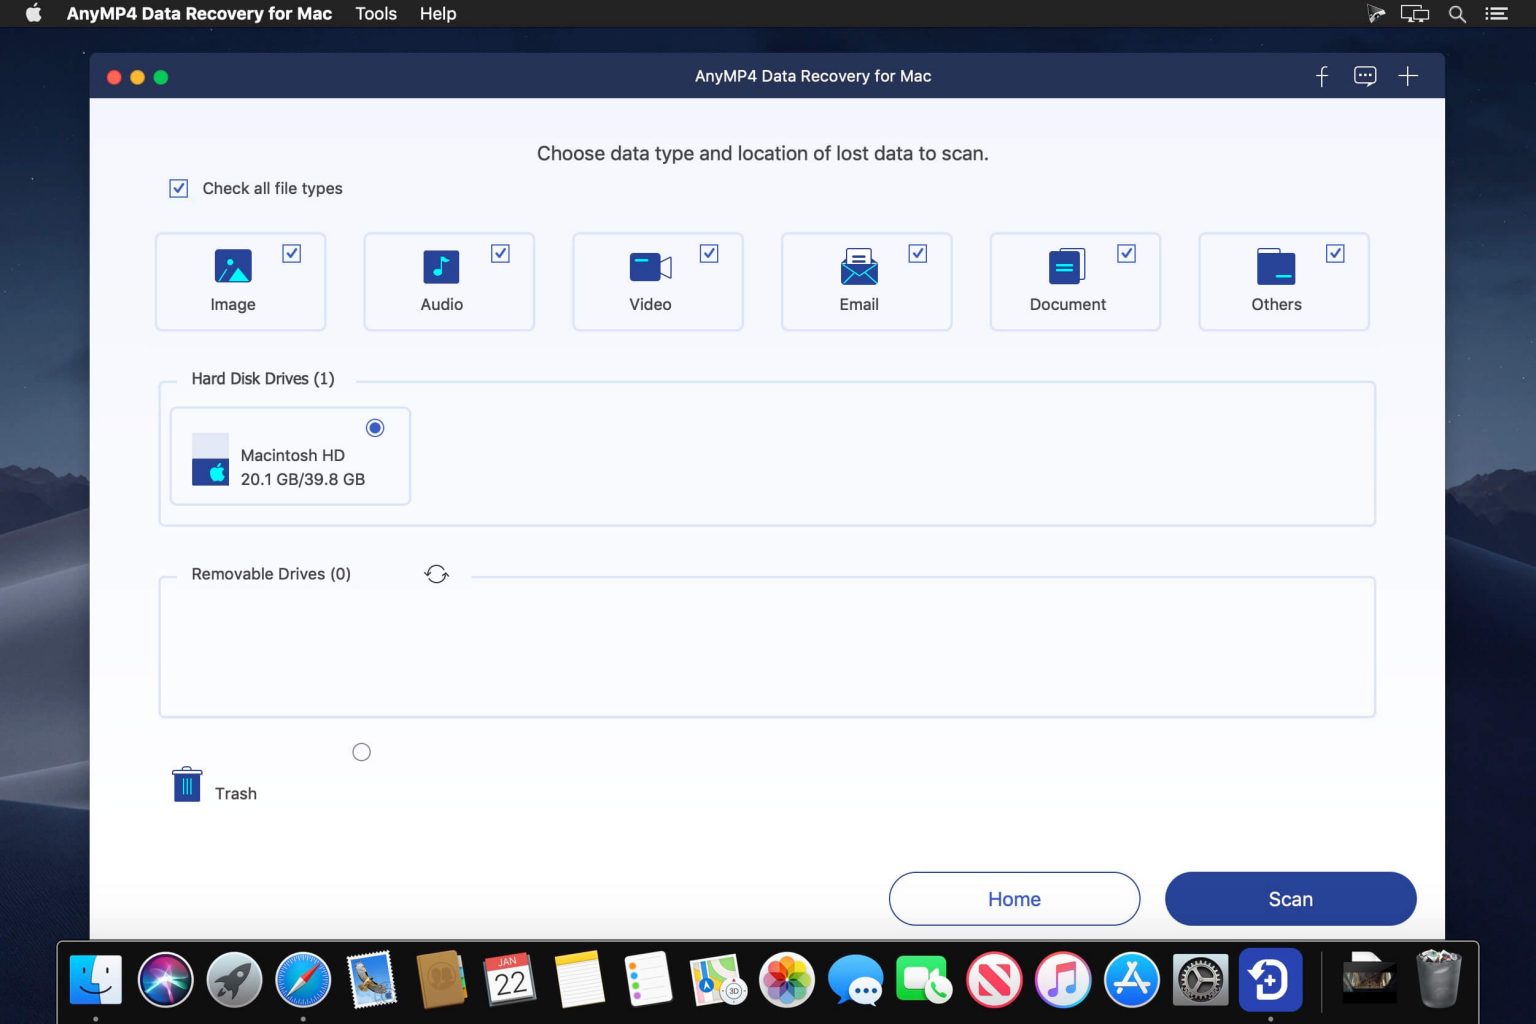 AnyMP4 Data Recovery for Mac Tools Help
AnyMP4 Data Recovery for Mac
Choose data type and location of lost data to scan.
Check all file types
Image Audio Video Email Document Others
Hard Disk Drives (1)
Macintosh HD
20.1 GB/39.8 GB
Removable Drives (0)
Trash
Home Scan
JAN
22
3D